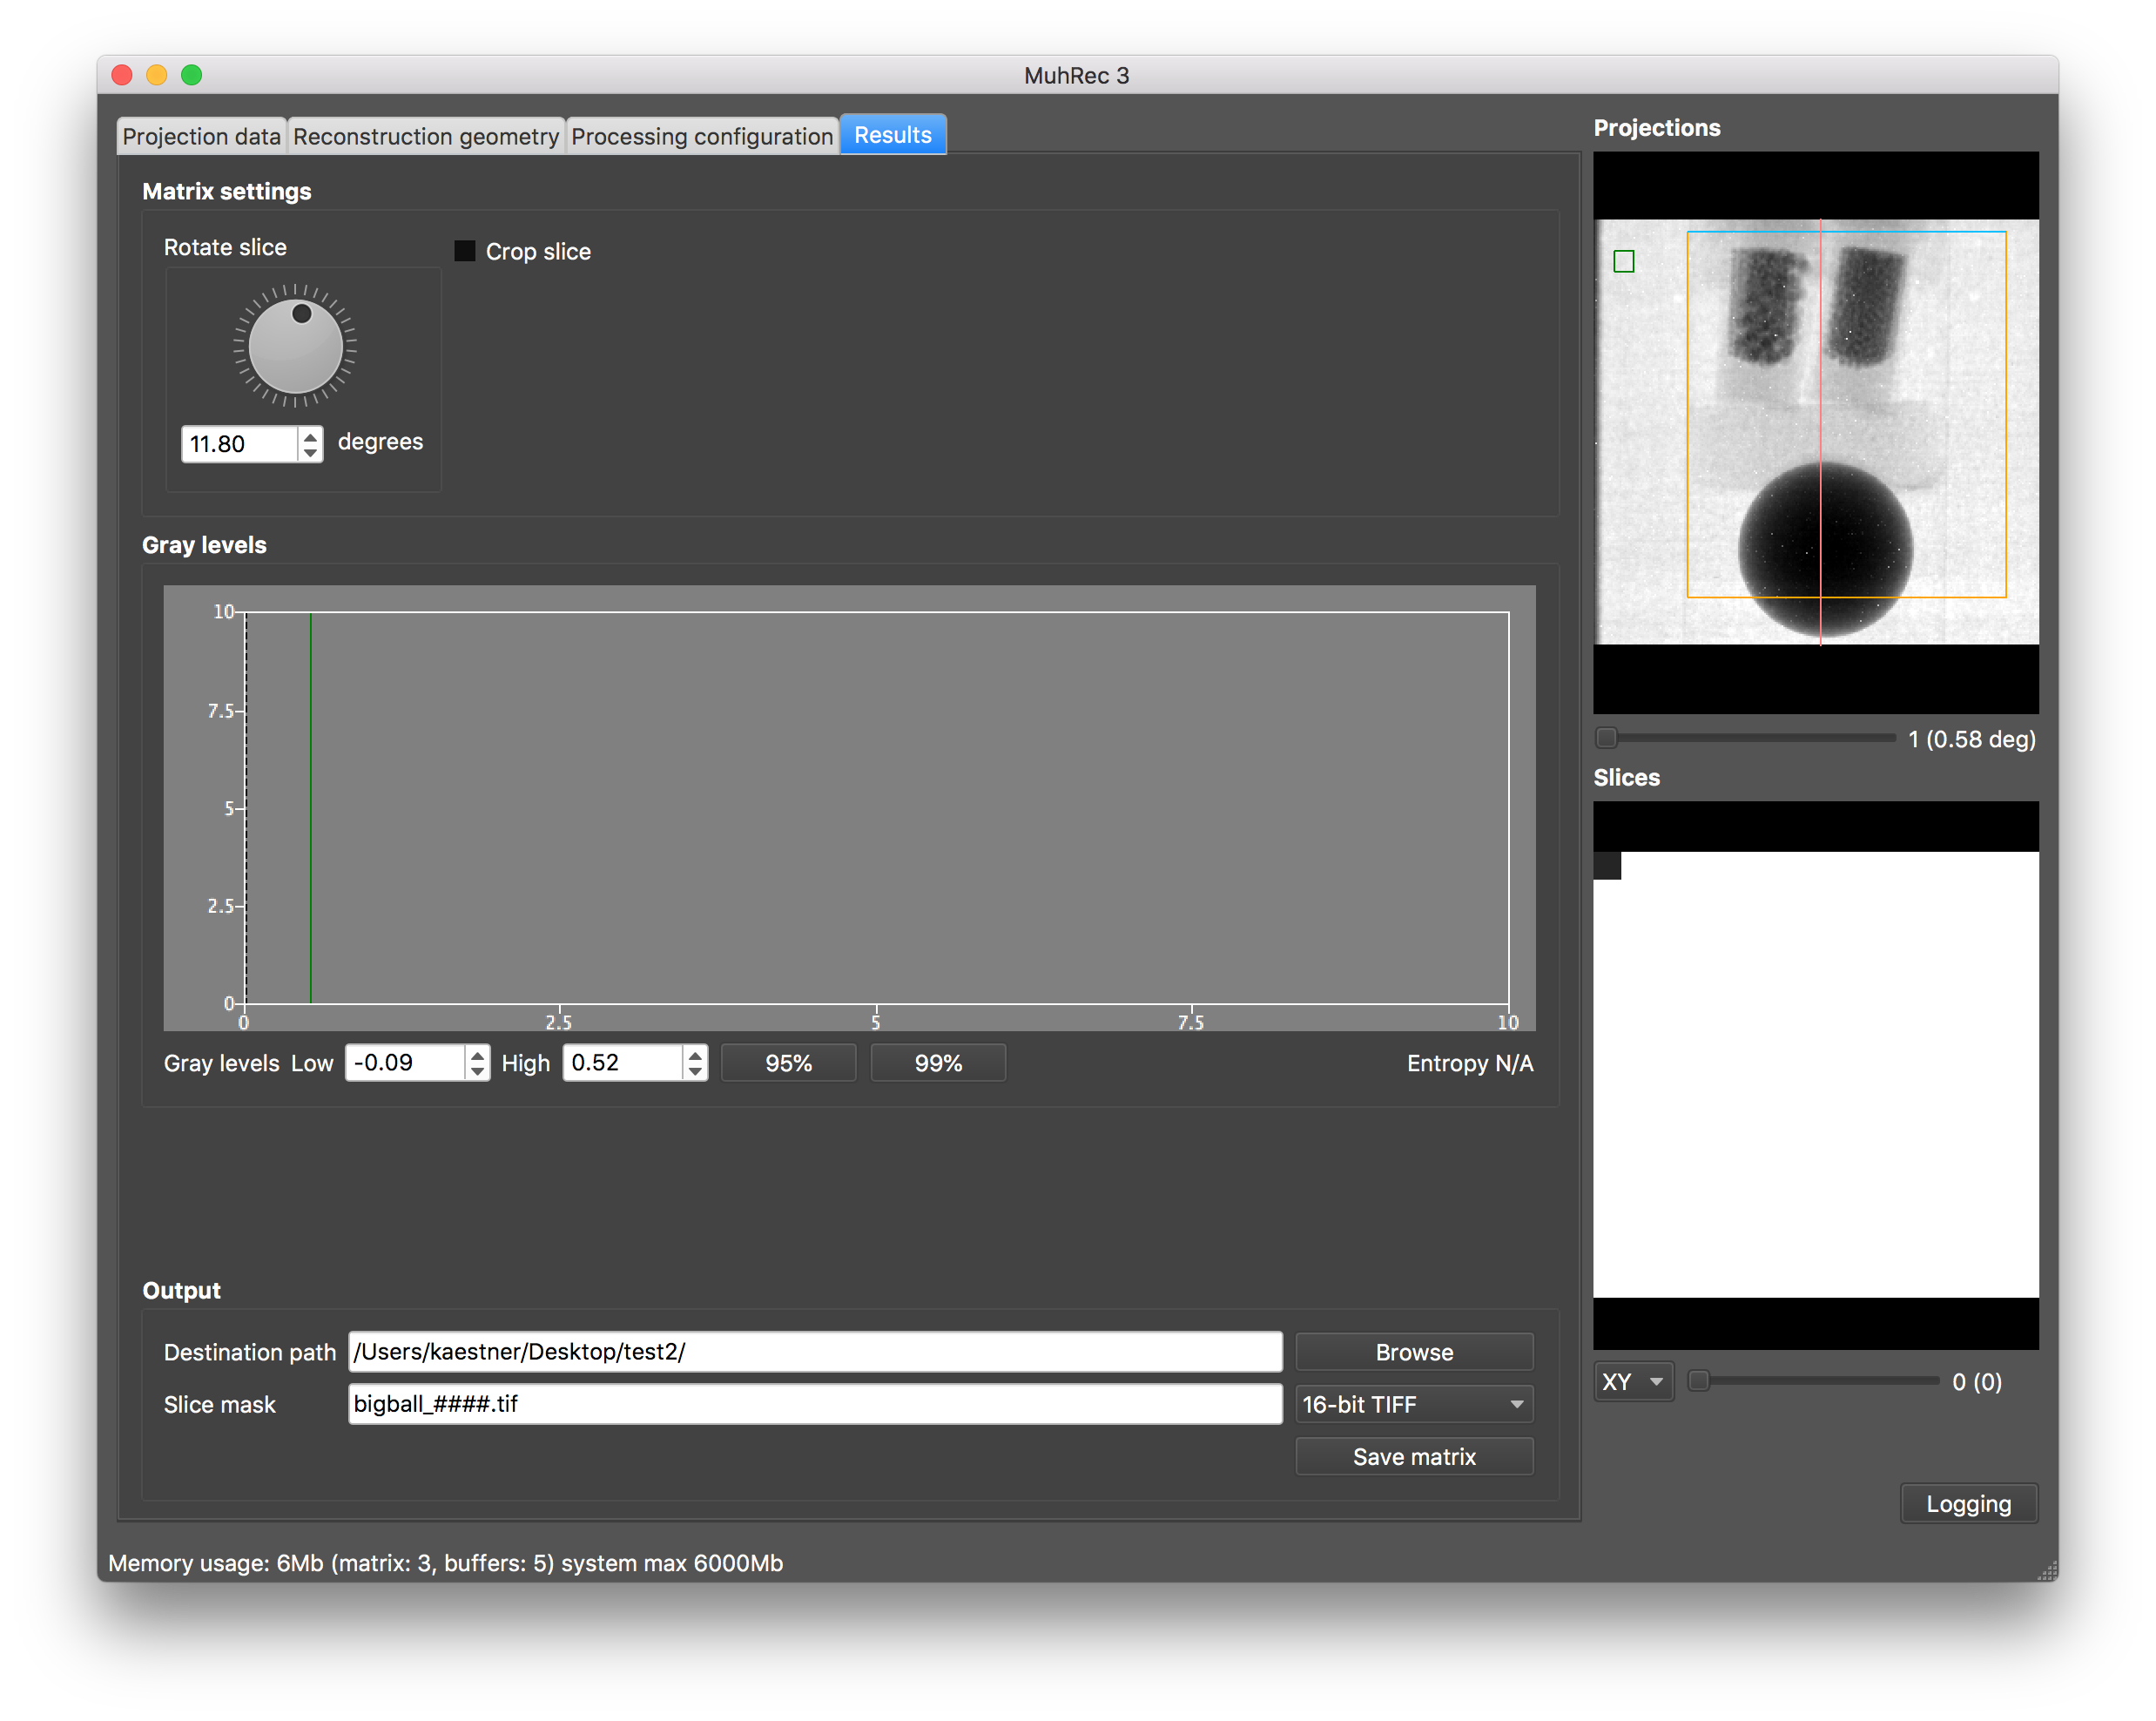 MuhRec 3
Projection data Reconstruction geometry Processing configuration Results
Matrix settings
Rotate slice
Crop slice
11.80 degrees
Gray levels
10
7.5
5
2.5
0
0 2.5 5 7.5 10
Gray levels Low -0.09 High 0.52 95% 99% Entropy N/A
Output
Destination path /Users/kaestner/Desktop/test2/ Browse
Slice mask bigball_####.tif 16-bit TIFF
Save matrix
Projections
1 (0.58 deg)
Slices
XY 0 (0)
Logging
Memory usage: 6Mb (matrix: 3, buffers: 5) system max 6000Mb